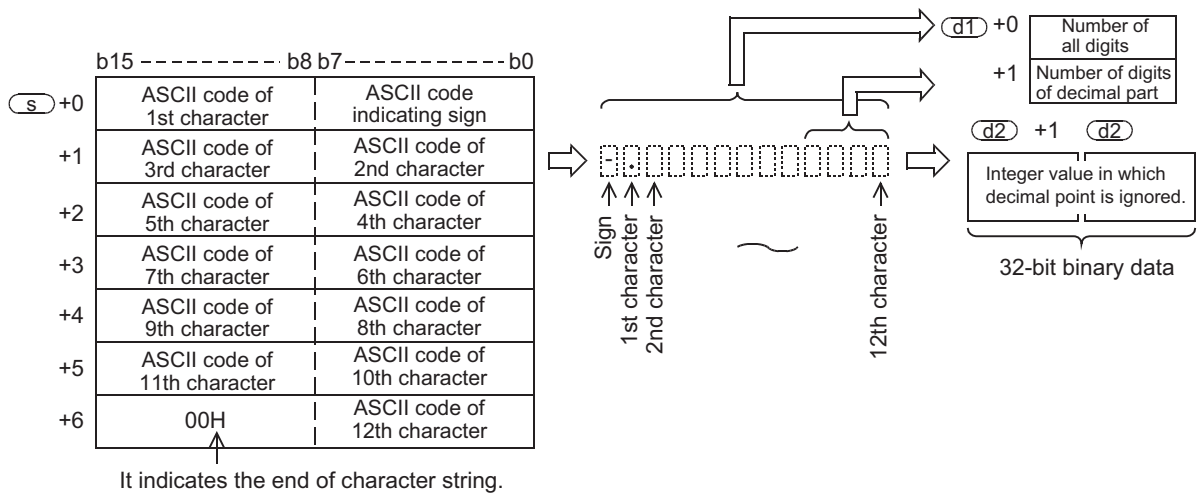 b15 ---------- b8 b7---------- b0
s +0
ASCII code of
1st character
ASCII code
indicating sign
+1
ASCII code of
3rd character
ASCII code of
2nd character
+2
ASCII code of
5th character
ASCII code of
4th character
+3
ASCII code of
7th character
ASCII code of
6th character
+4
ASCII code of
9th character
ASCII code of
8th character
+5
ASCII code of
11th character
ASCII code of
10th character
+6
00H
ASCII code of
12th character
It indicates the end of character string.
- .
Sign
1st character
2nd character
12th character
d1 +0
Number of
all digits
+1
Number of digits
of decimal part
d2 +1 d2
Integer value in which
decimal point is ignored.
32-bit binary data